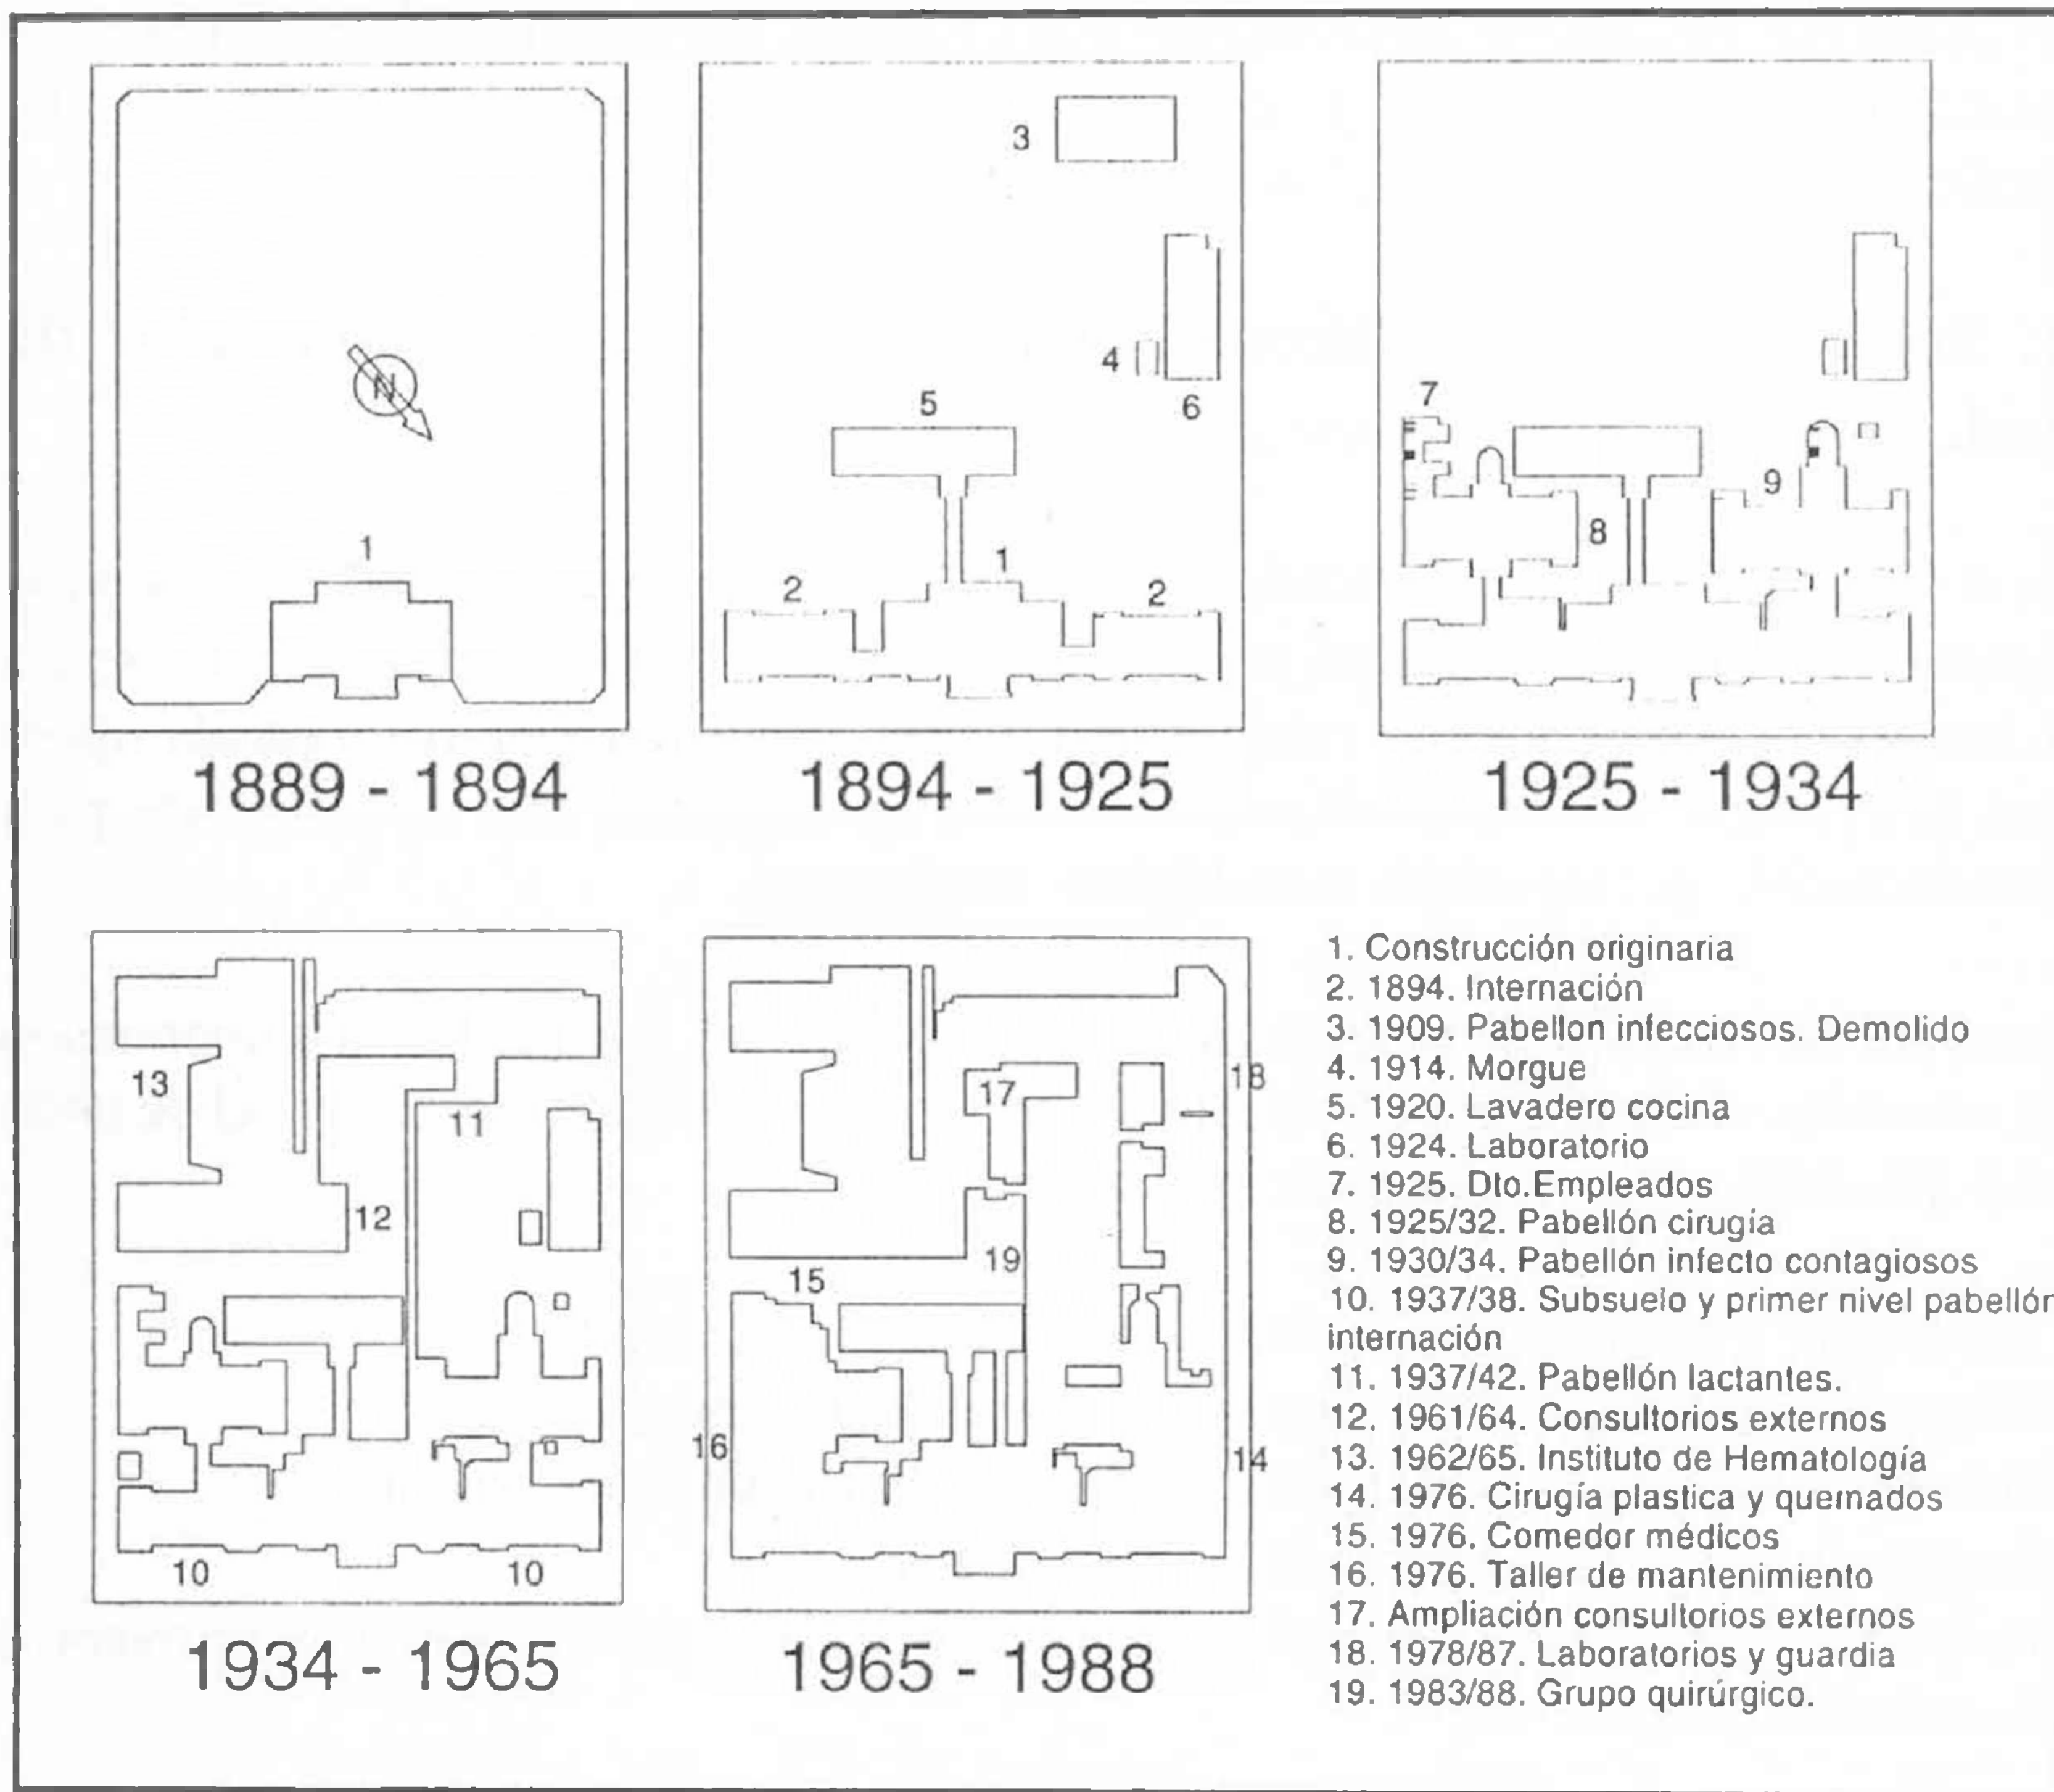 3
4
5
6
1
N
1
2
2
7
8
9
1889 - 1894
1894 - 1925
1925 - 1934
13
11
12
10
10
17
18
19
15
16
14
1934 - 1965
1965 - 1988
1. Construcción originaria
2. 1894. Internación
3. 1909. Pabellon infecciosos. Demolido
4. 1914. Morgue
5. 1920. Lavadero cocina
6. 1924. Laboratorio
7. 1925. Dto.Empleados
8. 1925/32. Pabellón cirugía
9. 1930/34. Pabellón infecto contagiosos
10. 1937/38. Subsuelo y primer nivel pabellón
internación
11. 1937/42. Pabellón lactantes.
12. 1961/64. Consultorios externos
13. 1962/65. Instituto de Hematología
14. 1976. Cirugía plastica y quemados
15. 1976. Comedor médicos
16. 1976. Taller de mantenimiento
17. Ampliación consultorios externos
18. 1978/87. Laboratorios y guardia
19. 1983/88. Grupo quirúrgico.